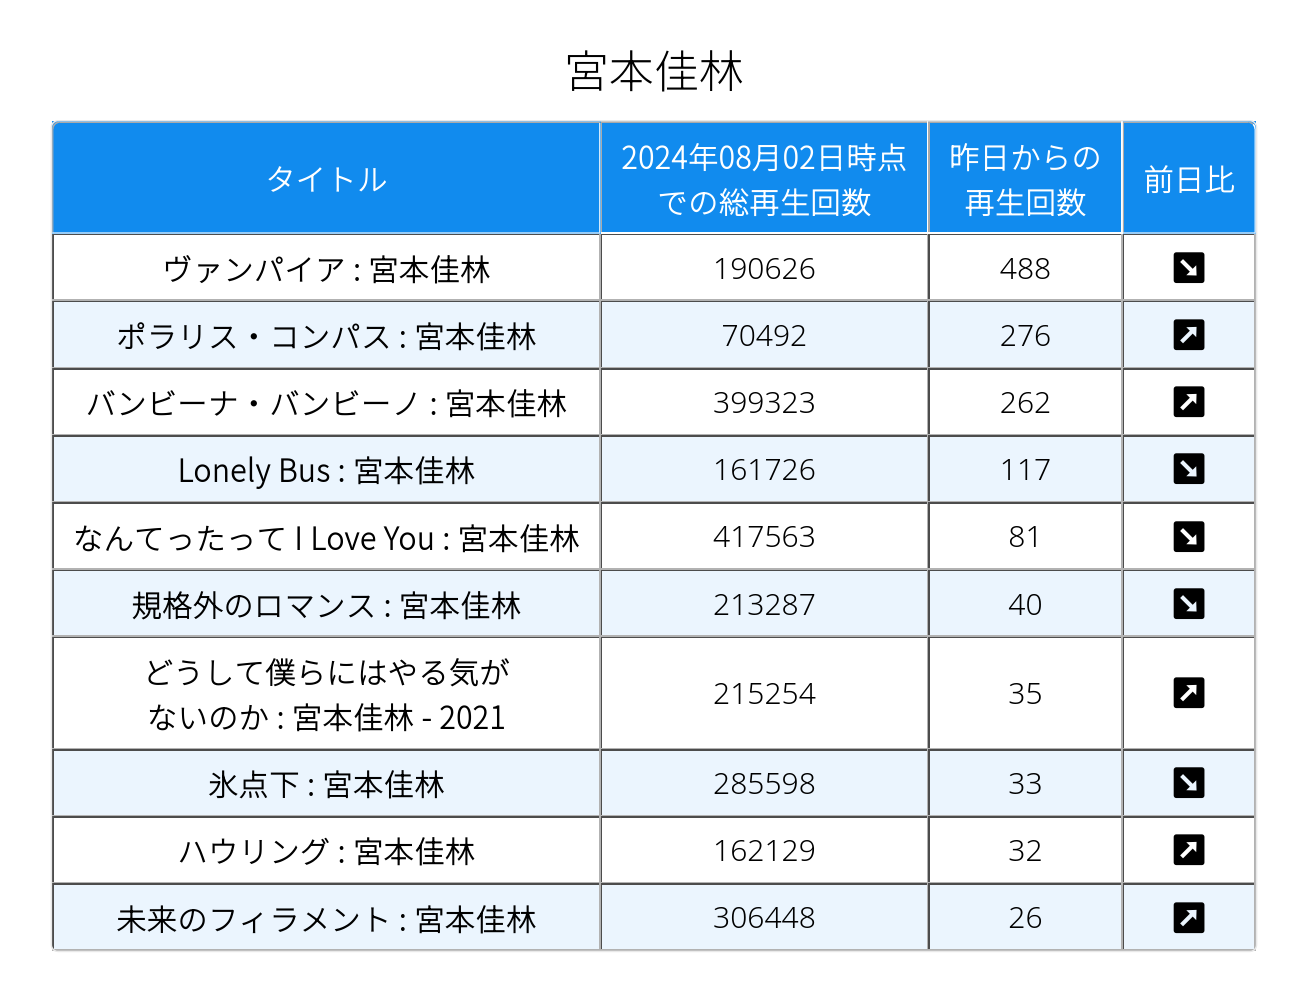 宮本佳林
タイトル
2024年08月02日時点
での総再生回数
昨日からの
再生回数
前日比
ヴァンパイア : 宮本佳林 190626 488
ポラリス・コンパス : 宮本佳林 70492 276
バンビーナ・バンビーノ : 宮本佳林 399323 262
Lonely Bus : 宮本佳林 161726 117
なんてったって I Love You : 宮本佳林 417563 81
規格外のロマンス : 宮本佳林 213287 40
どうして僕らにはやる気が
ないのか : 宮本佳林 - 2021
215254 35
氷点下 : 宮本佳林 285598 33
ハウリング : 宮本佳林 162129 32
未来のフィラメント : 宮本佳林 306448 26